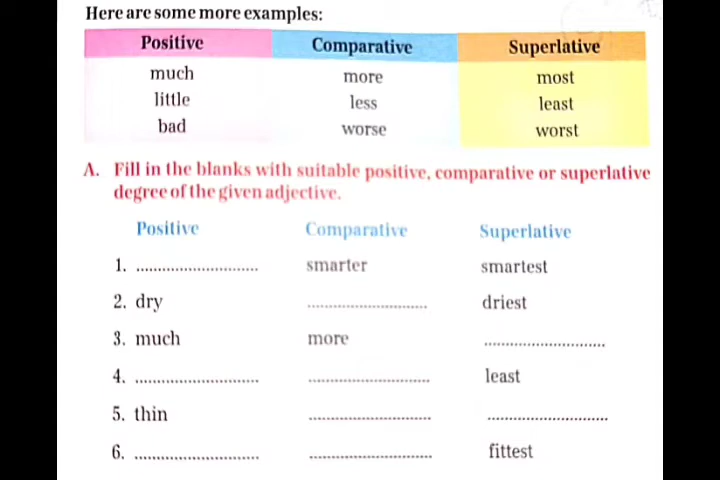 Here are some more examples:
Positive Comparative Superlative
much more most
little less least
bad worse worst
A. Fill in the blanks with suitable positive, comparative or superlative
degree of the given adjective.
Positive Comparative Superlative
1. .............................. smarter smartest
2. dry .............................. driest
3. much more ..............................
4. .............................. .............................. least
5. thin .............................. ..............................
6. .............................. .............................. fittest